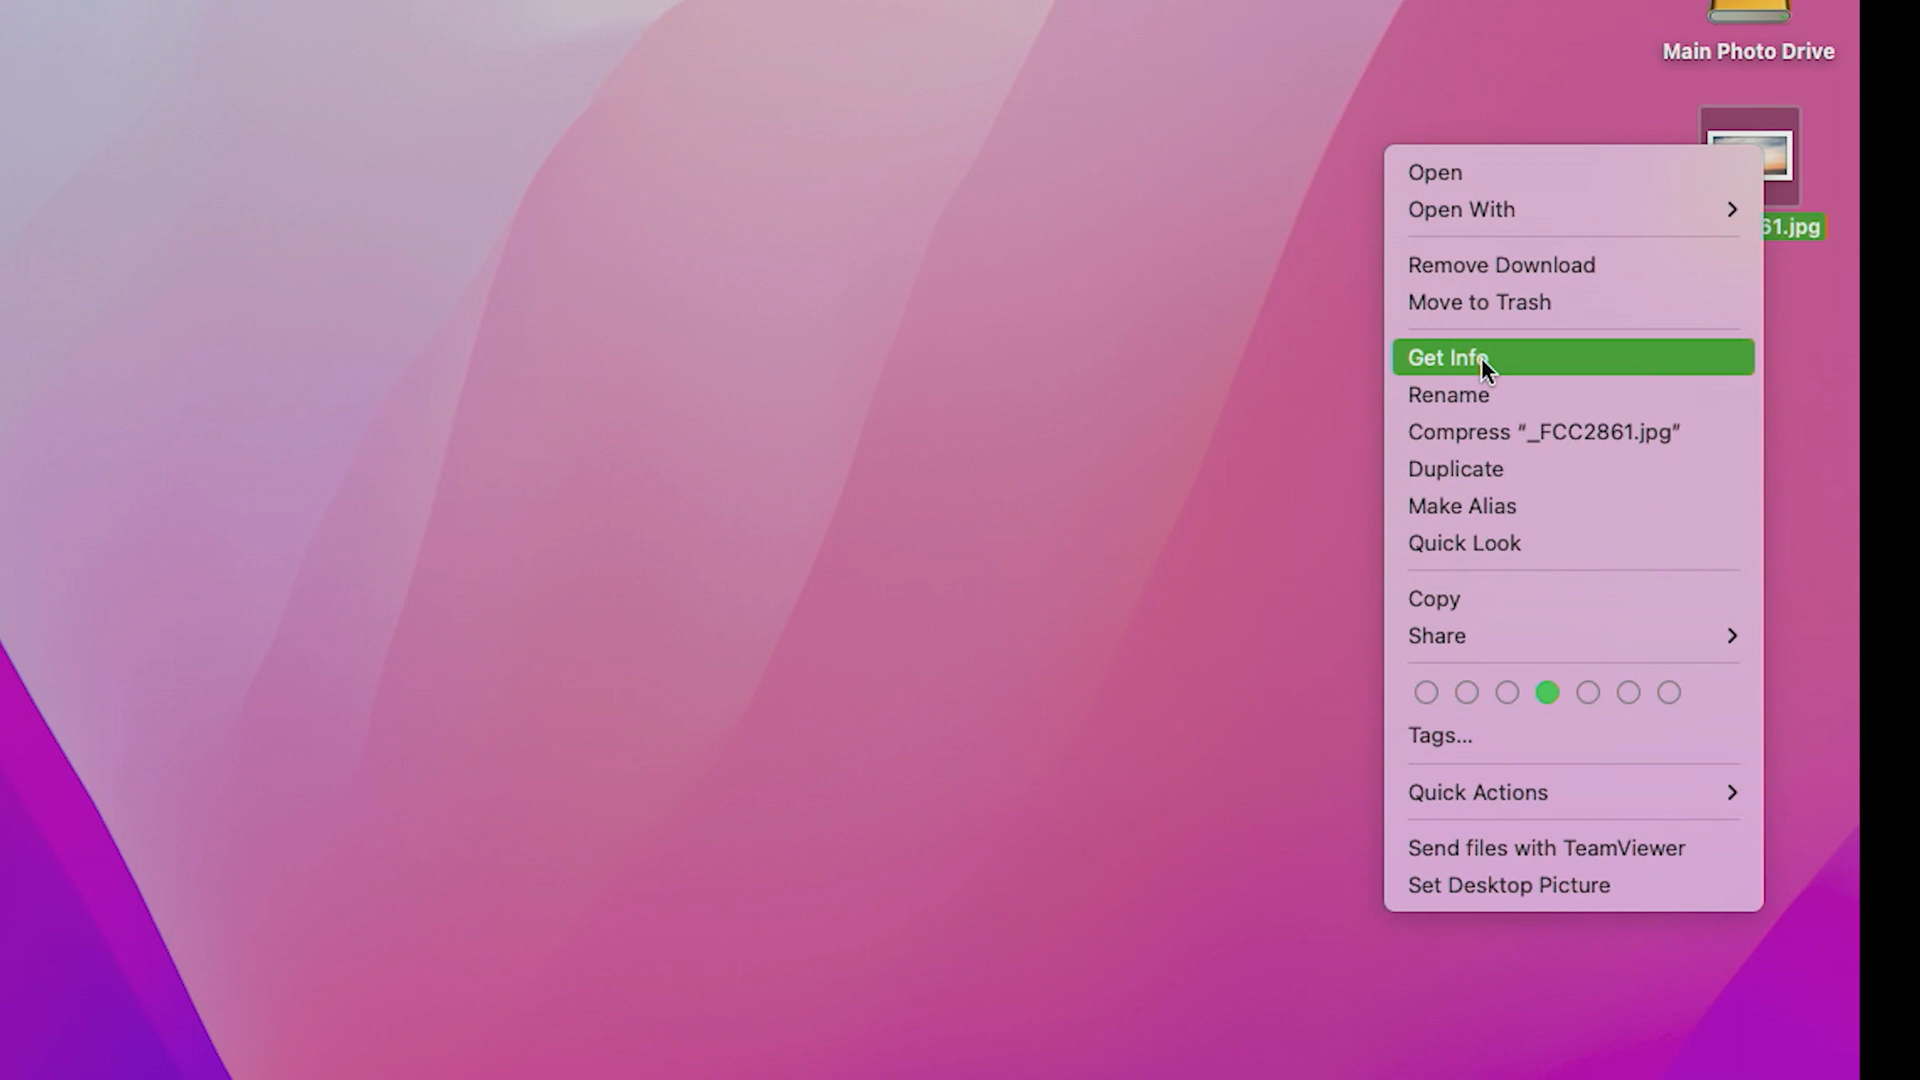 Main Photo Drive
Open
Open With
61.jpg
Remove Download
Move to Trash
Get Info
Rename
Compress "_FCC2861.jpg"
Duplicate
Make Alias
Quick Look
Copy
Share
Tags...
Quick Actions
Send files with TeamViewer
Set Desktop Picture